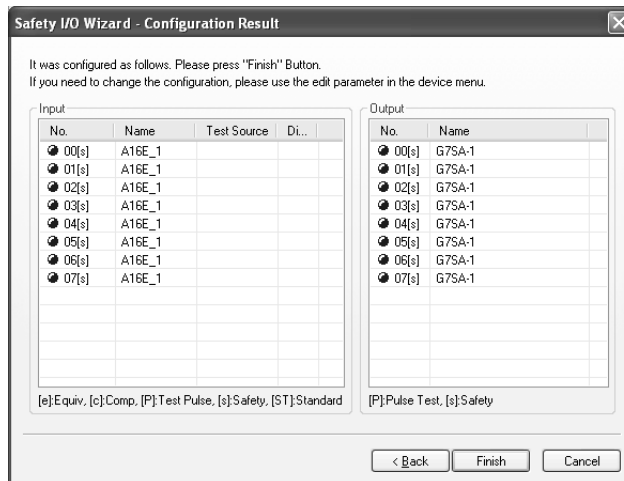 Safety I/O Wizard - Configuration Result
It was configured as follows. Please press "Finish" Button.
If you need to change the configuration, please use the edit parameter in the device menu.
Input
No. Name Test Source Di...
00[s] A16E_1
01[s] A16E_1
02[s] A16E_1
03[s] A16E_1
04[s] A16E_1
05[s] A16E_1
06[s] A16E_1
07[s] A16E_1
[e]:Equiv, [c]:Comp, [P]:Test Pulse, [s]:Safety, [ST]:Standard
Output
No. Name
00[s] G7SA-1
01[s] G7SA-1
02[s] G7SA-1
03[s] G7SA-1
04[s] G7SA-1
05[s] G7SA-1
06[s] G7SA-1
07[s] G7SA-1
[P]:Pulse Test, [s]:Safety
< Back Finish Cancel